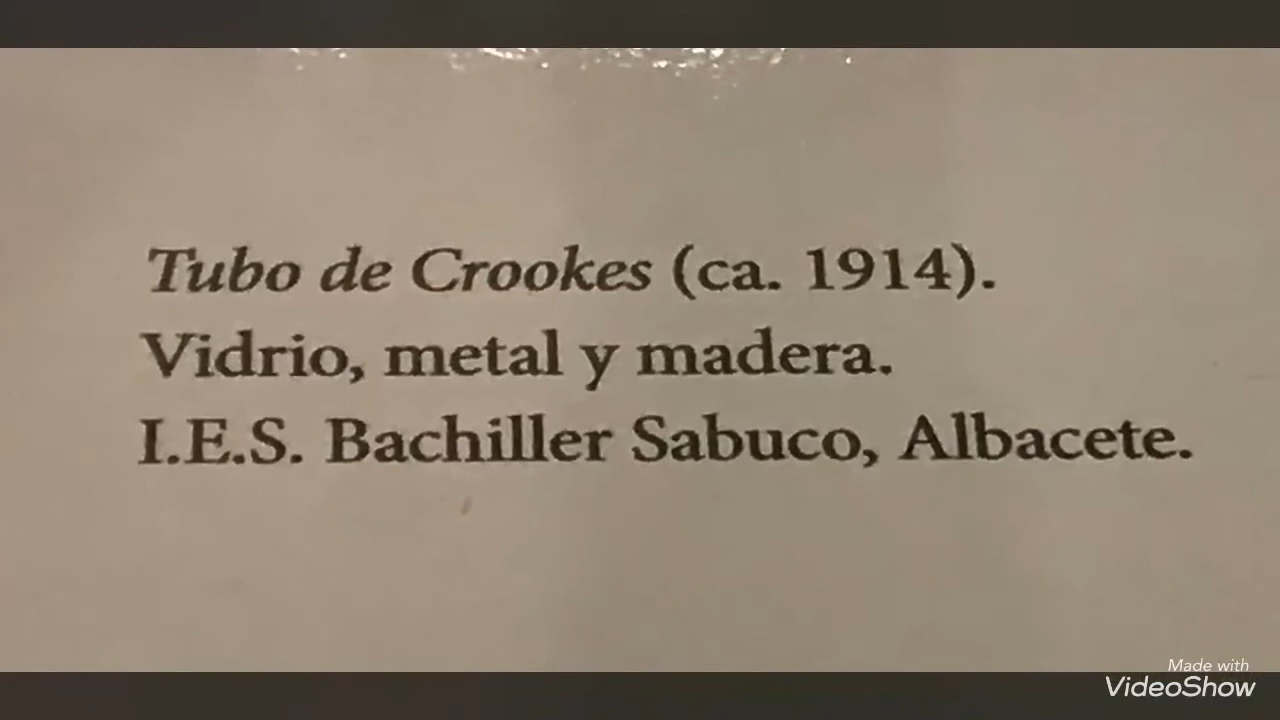 Tubo de Crookes (ca. 1914).
Vidrio, metal y madera.
I.E.S. Bachiller Sabuco, Albacete.
Made with
VideoShow